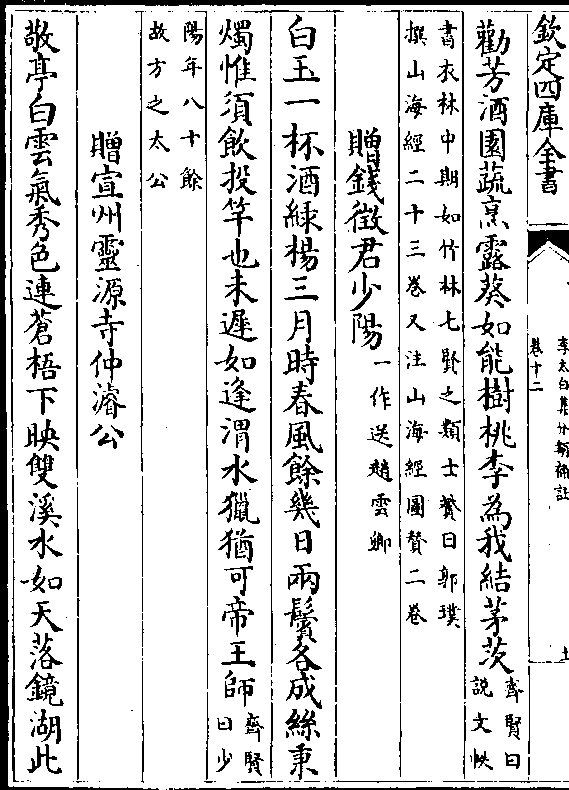 欽定四庫全書
李太白集分類補註
卷十二
十一
勸芳酒園蔬烹露葵如能樹桃李為我結茅茨
齊賢曰
說文帙
書衣林中期如竹林七賢之類士贇曰郭璞
撰山海經二十三卷又注山海經圖贊二卷
贈錢徵君少陽一作送趙雲卿
白玉一杯酒綠楊三月時春風餘幾日兩鬢各成絲秉
燭惟須飲投竿也未遲如逢渭水獵猶可帝王師
齊賢
曰少
陽年八十餘
故方之太公
贈宣州靈源寺仲濬公
敬亭白雲氣秀色連蒼梧下映雙溪水如天落鏡湖此